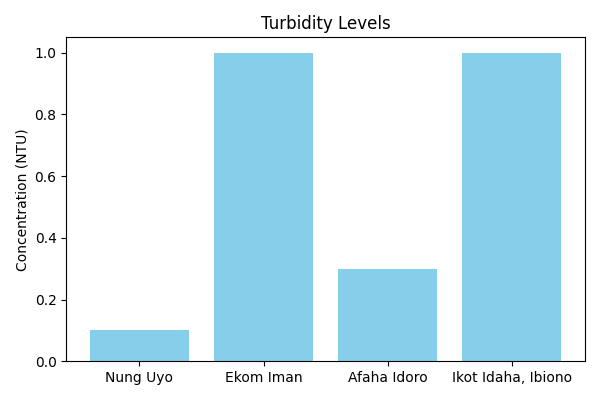 Turbidity Levels
Concentration (NTU)
1.0
0.8
0.6
0.4
0.2
0.0
Nung Uyo
Ekom Iman
Afaha Idoro
Ikot Idaha, Ibiono